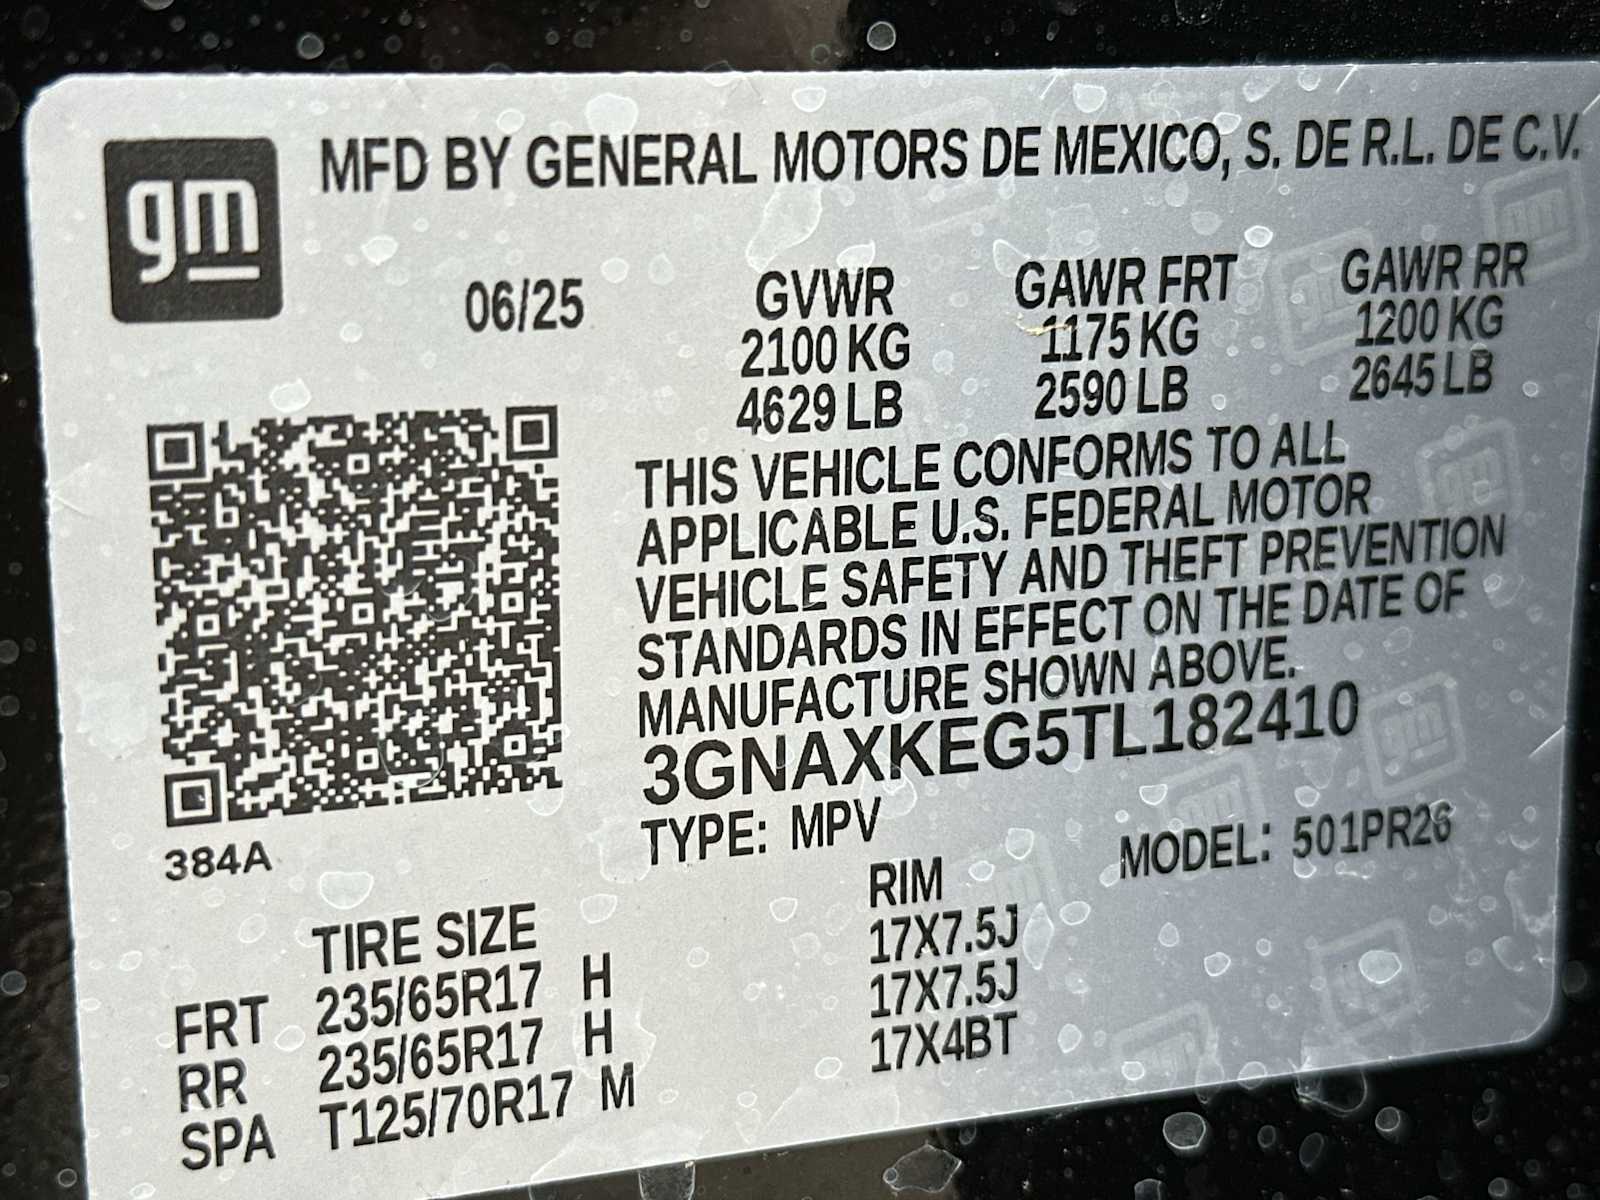 gm
MFD BY GENERAL MOTORS DE MEXICO, S. DE R.L. DE C.V.
06/25
GVWR GAWR FRT GAWR RR
2100 KG 1175 KG 1200 KG
4629 LB 2590 LB 2645 LB
THIS VEHICLE CONFORMS TO ALL
APPLICABLE U.S. FEDERAL MOTOR
VEHICLE SAFETY AND THEFT PREVENTION
STANDARDS IN EFFECT ON THE DATE OF
MANUFACTURE SHOWN ABOVE.
3GNAXKEG5TL182410
TYPE: MPV MODEL: 501PR26
384A
TIRE SIZE RIM
FRT 235/65R17 H 17X7.5J
RR 235/65R17 H 17X7.5J
SPA T125/70R17 M 17X4BT